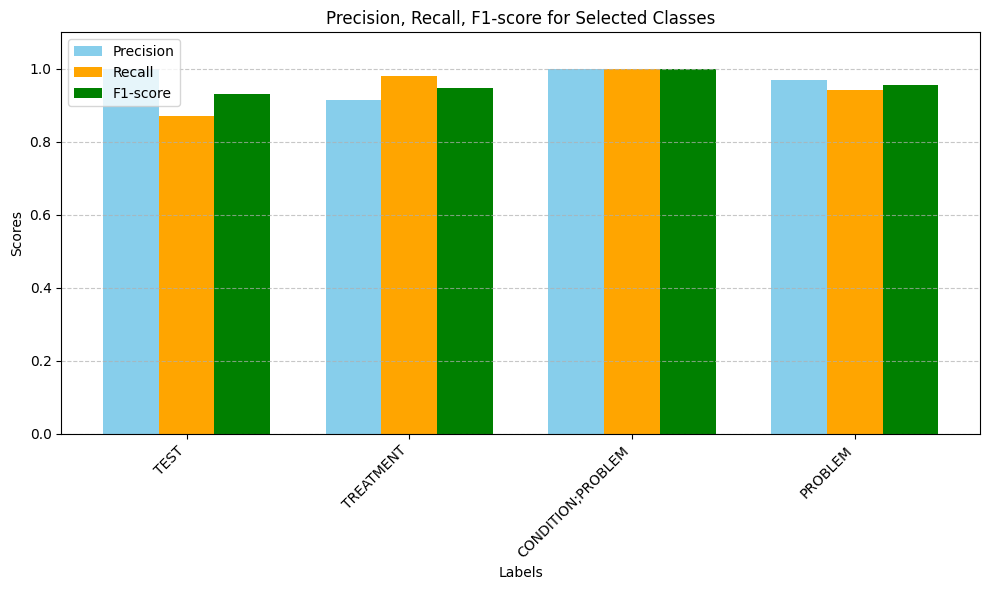 Precision, Recall, F1-score for Selected Classes
Precision
Recall
F1-score
Scores
1.0
0.8
0.6
0.4
0.2
0.0
TEST
TREATMENT
CONDITION;PROBLEM
PROBLEM
Labels